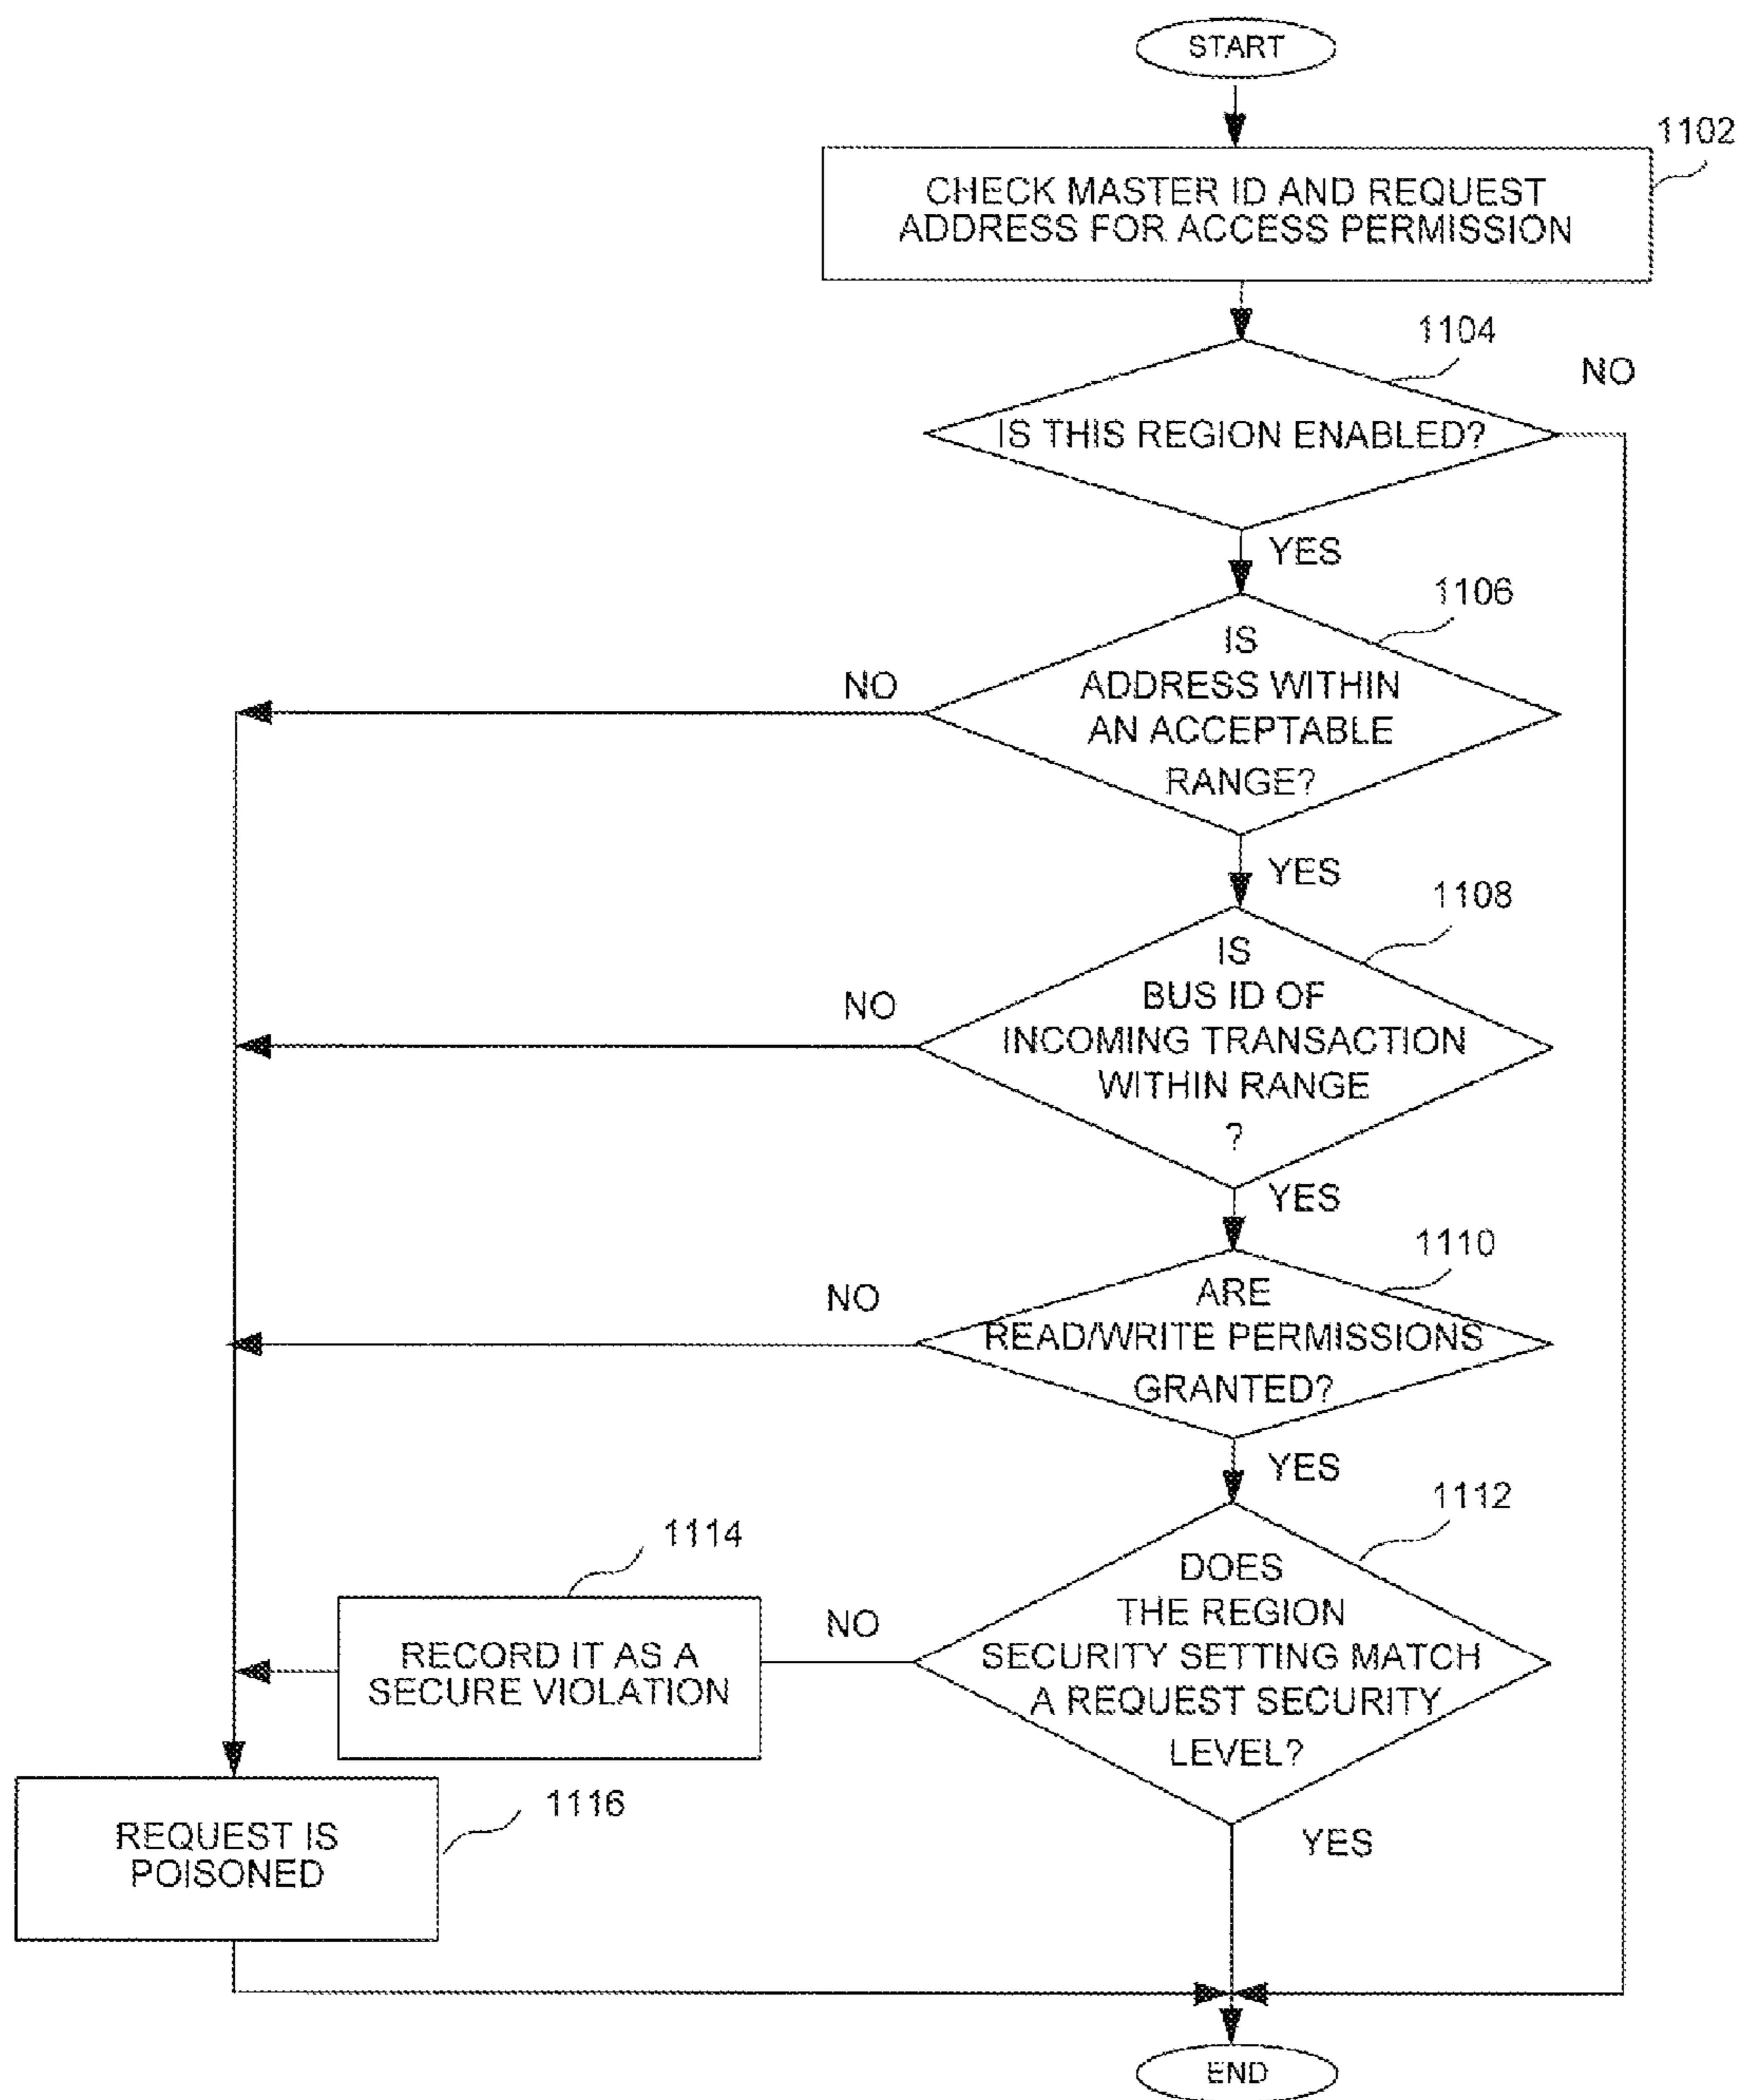 START
1102
CHECK MASTER ID AND REQUEST
ADDRESS FOR ACCESS PERMISSION
1104
NO
IS THIS REGION ENABLED?
YES
1106
IS
ADDRESS WITHIN
AN ACCEPTABLE
RANGE?
NO
YES
1108
IS
BUS ID OF
INCOMING TRANSACTION
WITHIN RANGE
?
NO
YES
1110
ARE
READ/WRITE PERMISSIONS
GRANTED?
NO
YES
1112
DOES
THE REGION
SECURITY SETTING MATCH
A REQUEST SECURITY
LEVEL?
NO
1114
RECORD IT AS A
SECURE VIOLATION
1116
REQUEST IS
POISONED
YES
END